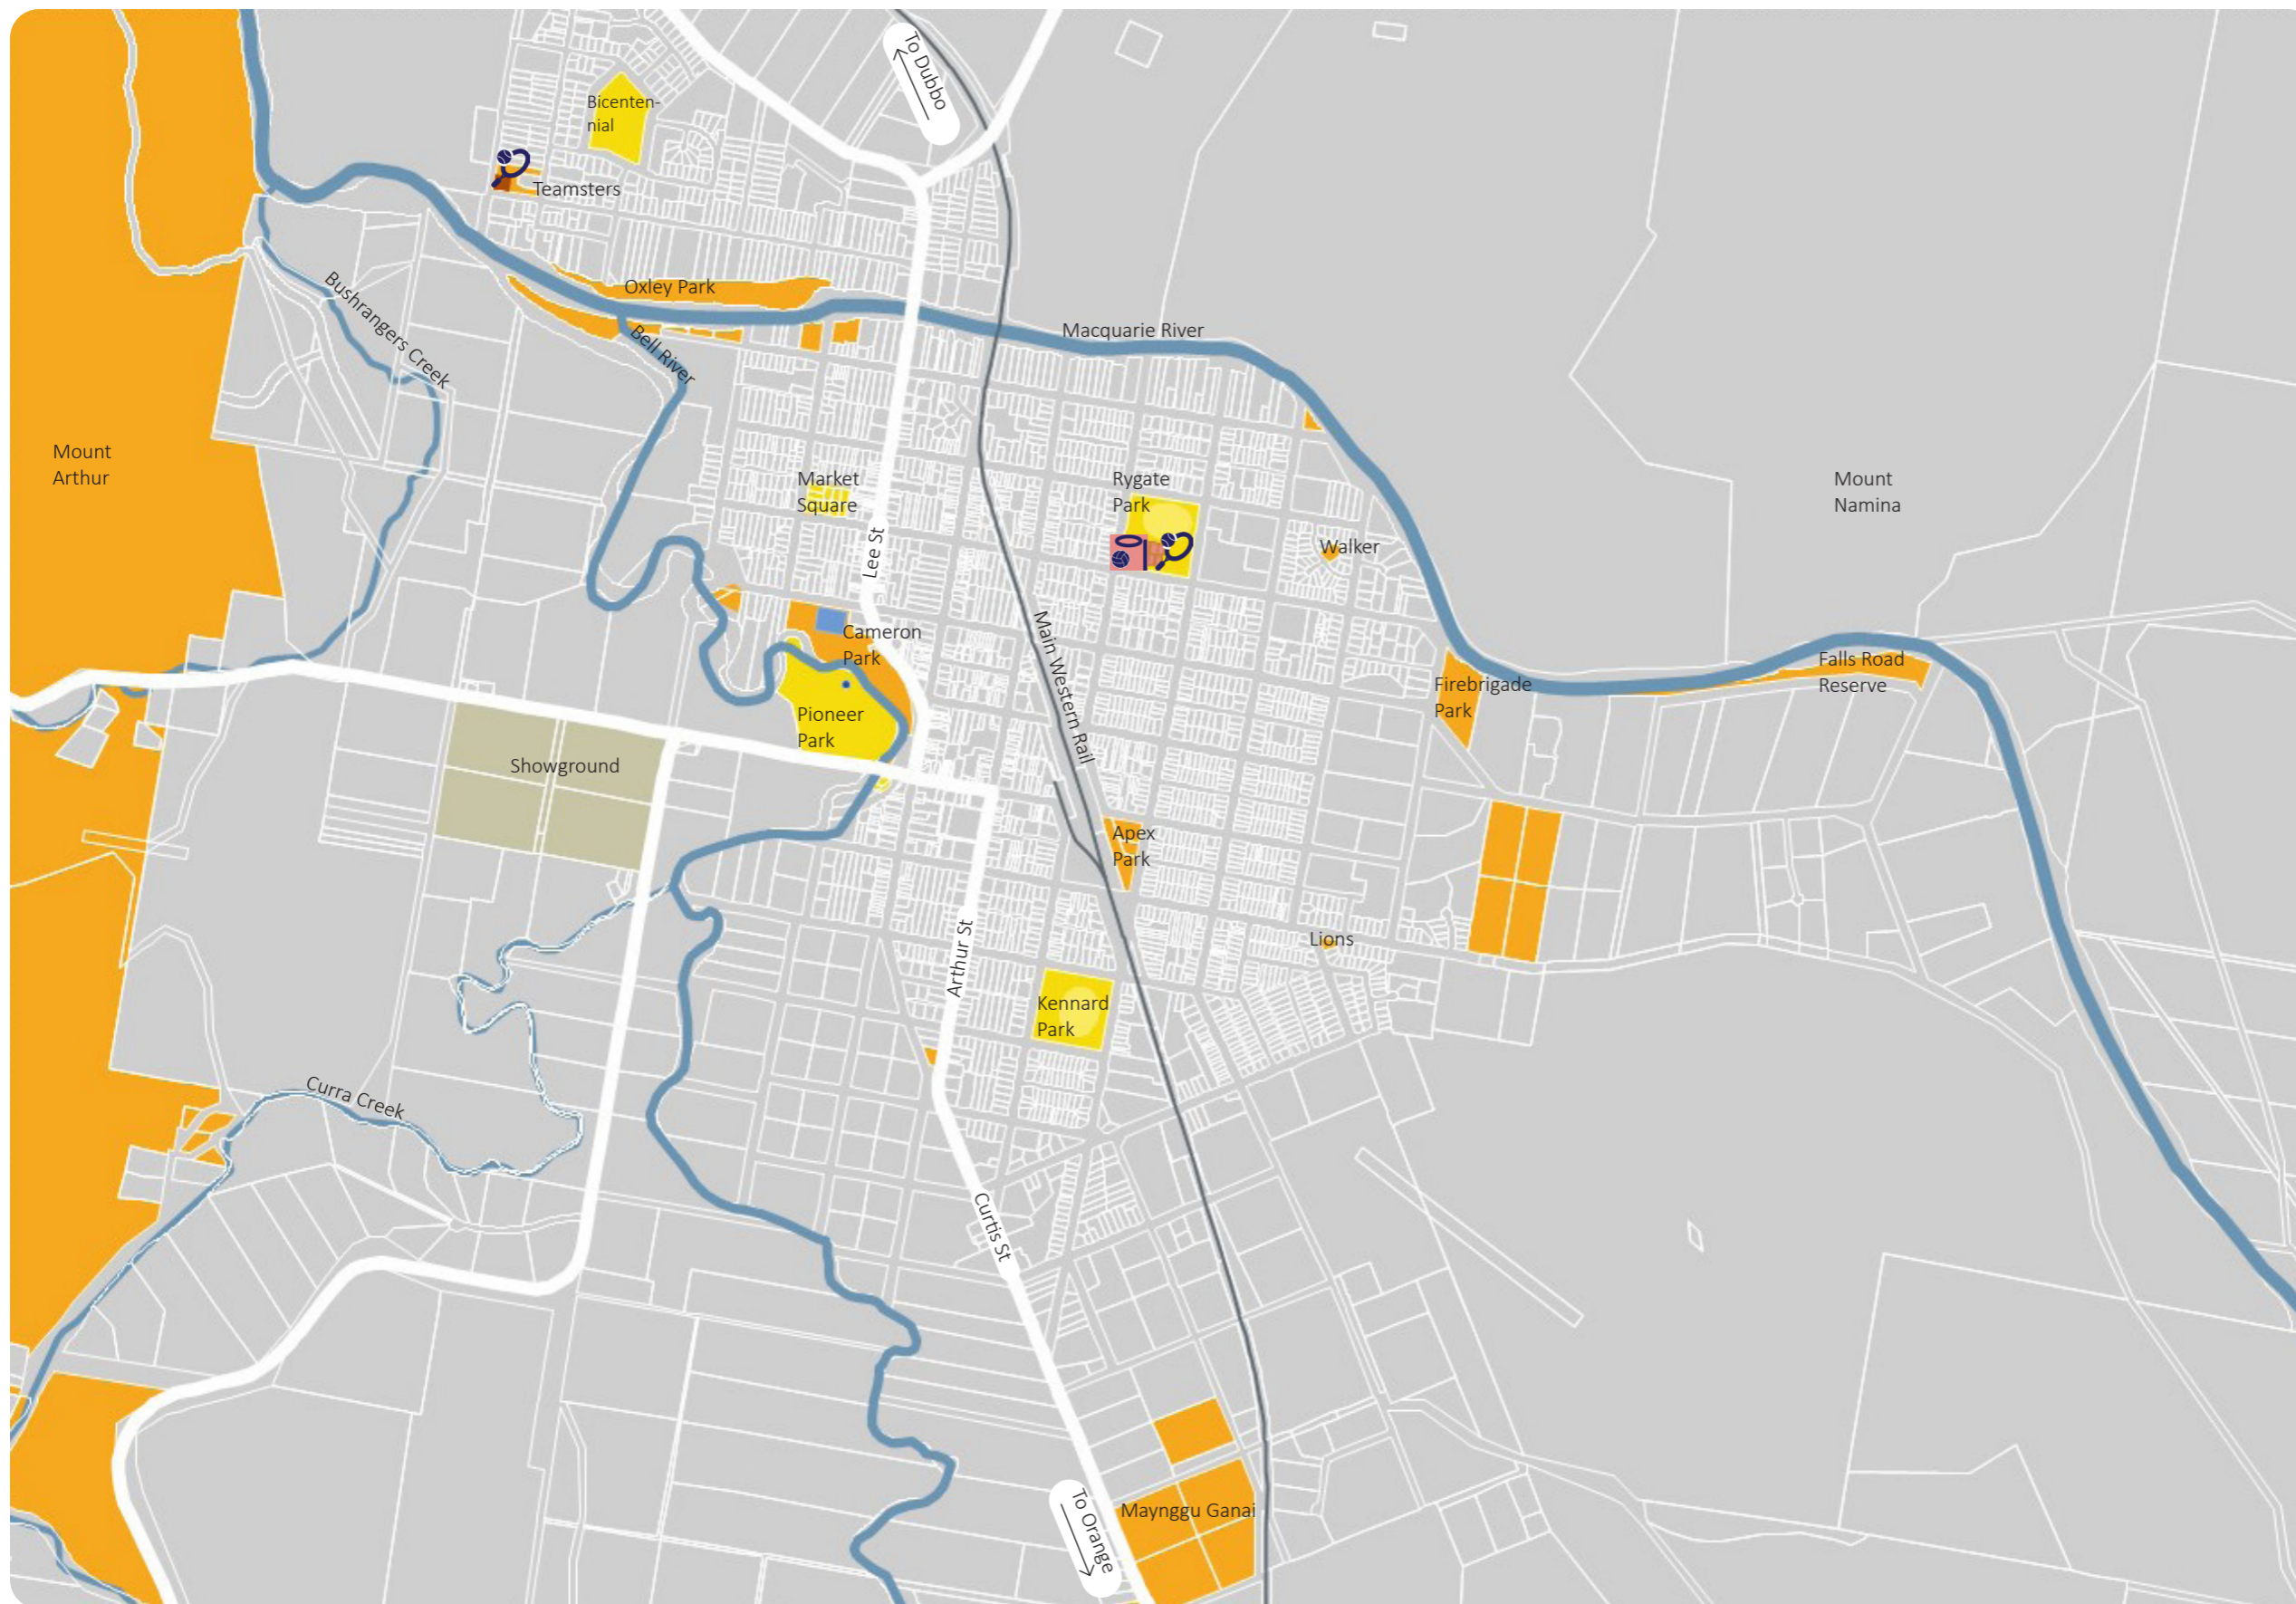 To Dubbo
Bicenten-
nial
Teamsters
Oxley Park
Bushrangers Creek
Bell River
Macquarie River
Mount
Arthur
Market
Square
Rygate
Park
Mount
Namina
Lee St
Walker
Cameron
Park
Main Western Rail
Falls Road
Reserve
Firebrigade
Park
Pioneer
Park
Showground
Apex
Park
Arthur St
Lions
Kennard
Park
Curra Creek
Curtis St
To Orange
Maynggu Ganai